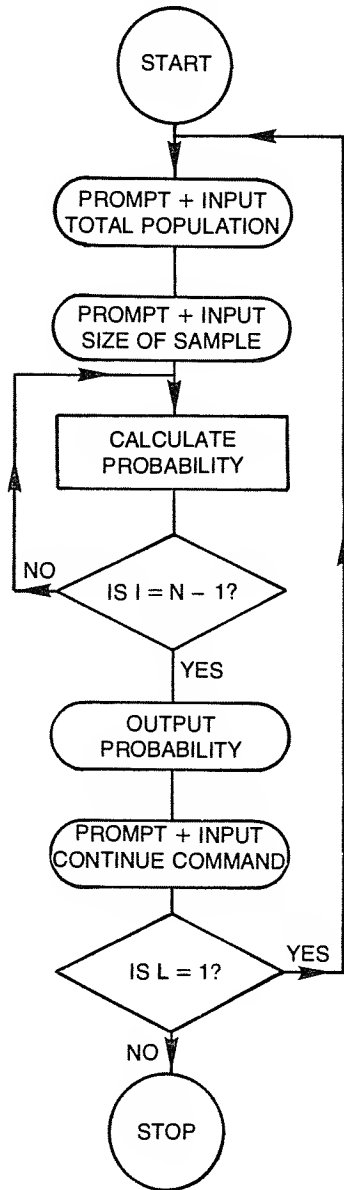 START
PROMPT + INPUT
TOTAL POPULATION
PROMPT + INPUT
SIZE OF SAMPLE
CALCULATE
PROBABILITY
NO
IS I = N – 1?
YES
OUTPUT
PROBABILITY
PROMPT + INPUT
CONTINUE COMMAND
IS L = 1?
YES
NO
STOP